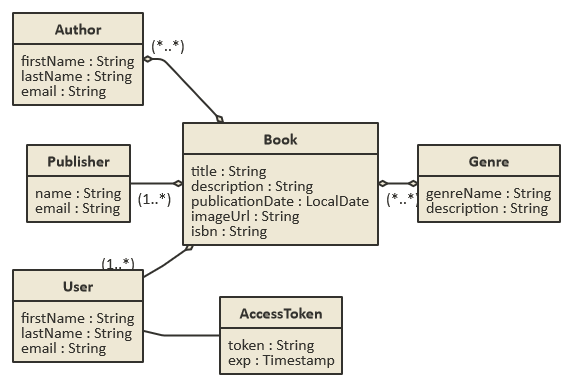 Author
firstName : String
lastName : String
email : String
(*..*)
Publisher
name : String
email : String
(1..*)
Book
title : String
description : String
publicationDate : LocalDate
imageUrl : String
isbn : String
(*..*)
Genre
genreName : String
description : String
(1..*)
User
firstName : String
lastName : String
email : String
AccessToken
token : String
exp : Timestamp